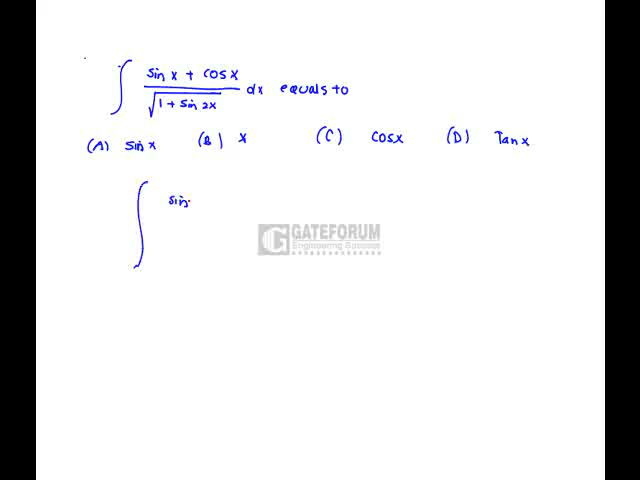 ∫ (sin x + cos x) / √(1 + sin 2x) dx equals to
(A) sin x (B) x (C) cos x (D) Tan x
∫ sin
GATEFORUM
Engineering Success